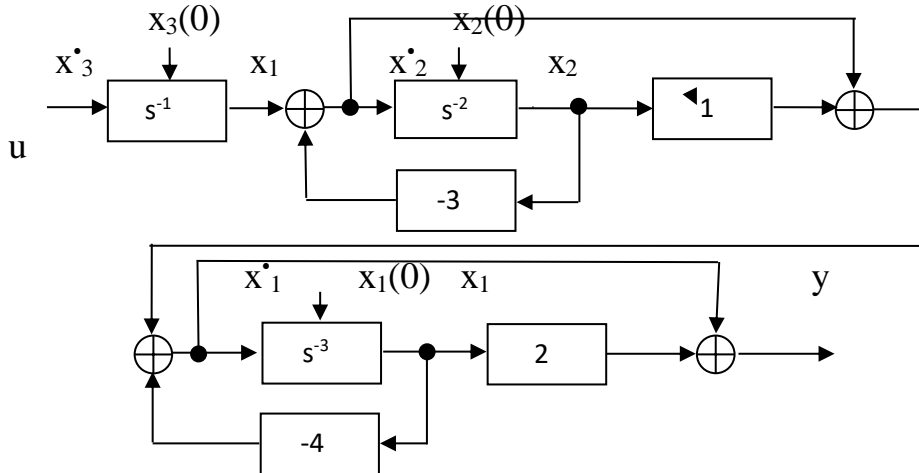 x₃(0) x₂(0)
x•₃ x₁ x•₂ x₂
s⁻¹ s⁻² 1
u
-3
x•₁ x₁(0) x₁ y
s⁻³ 2
-4